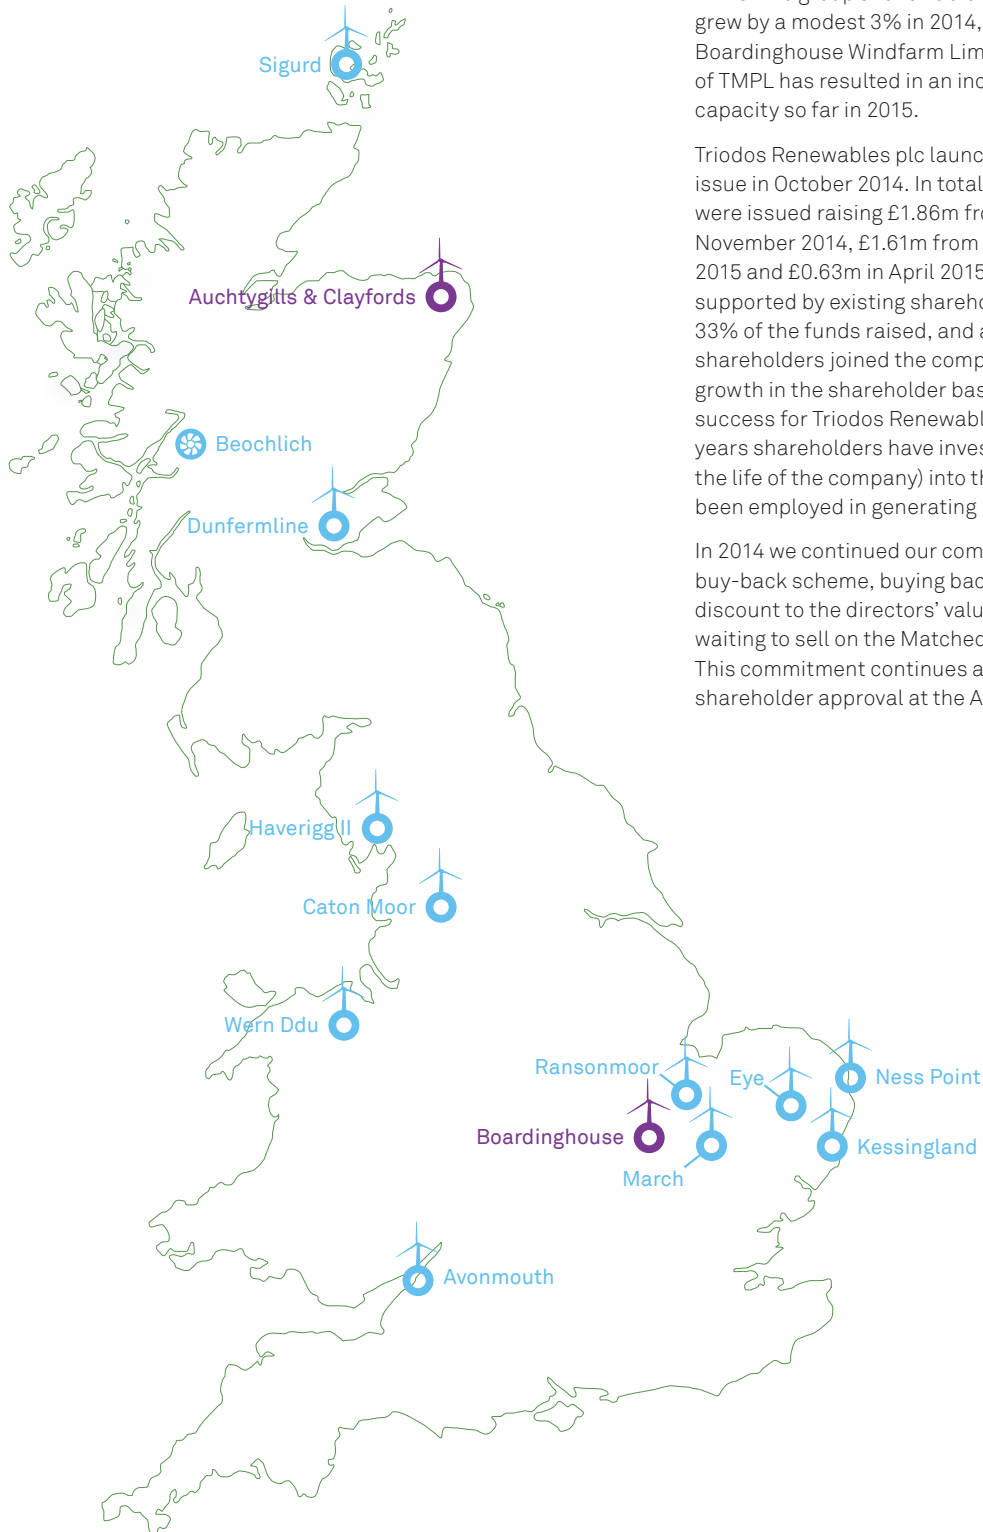 Sigurd
Auchtygills & Clayfords
Beochlich
Dunfermline
Haverigg II
Caton Moor
Wern Ddu
Ransonmoor
Eye
Ness Point
Boardinghouse
Kessingland
March
Avonmouth
grew by a modest 3% in 2014,
Boardinghouse Windfarm Lim
of TMPL has resulted in an inc
capacity so far in 2015.
Triodos Renewables plc launc
issue in October 2014. In total
were issued raising £1.86m fro
November 2014, £1.61m from
2015 and £0.63m in April 2015
supported by existing shareho
33% of the funds raised, and a
shareholders joined the comp
growth in the shareholder bas
success for Triodos Renewabl
years shareholders have inves
the life of the company) into th
been employed in generating
In 2014 we continued our com
buy-back scheme, buying bac
discount to the directors' valu
waiting to sell on the Matched
This commitment continues a
shareholder approval at the A